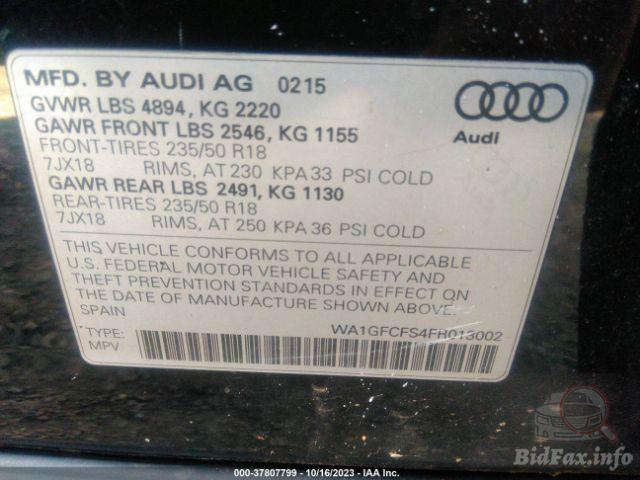 MFD. BY AUDI AG 0215
GVWR LBS 4894, KG 2220
GAWR FRONT LBS 2546, KG 1155
FRONT-TIRES 235/50 R18
7JX18 RIMS, AT 230 KPA 33 PSI COLD
GAWR REAR LBS 2491, KG 1130
REAR-TIRES 235/50 R18
7JX18 RIMS, AT 250 KPA 36 PSI COLD
Audi
THIS VEHICLE CONFORMS TO ALL APPLICABLE
U.S. FEDERAL MOTOR VEHICLE SAFETY AND
THEFT PREVENTION STANDARDS IN EFFECT ON
THE DATE OF MANUFACTURE SHOWN ABOVE.
SPAIN
WA1GFCFS4FR013002
TYPE:
MPV
BidFax.info
000-37807799 - 10/16/2023 - IAA Inc.